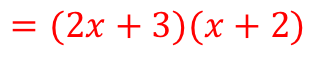 = (2x + 3)(x + 2)